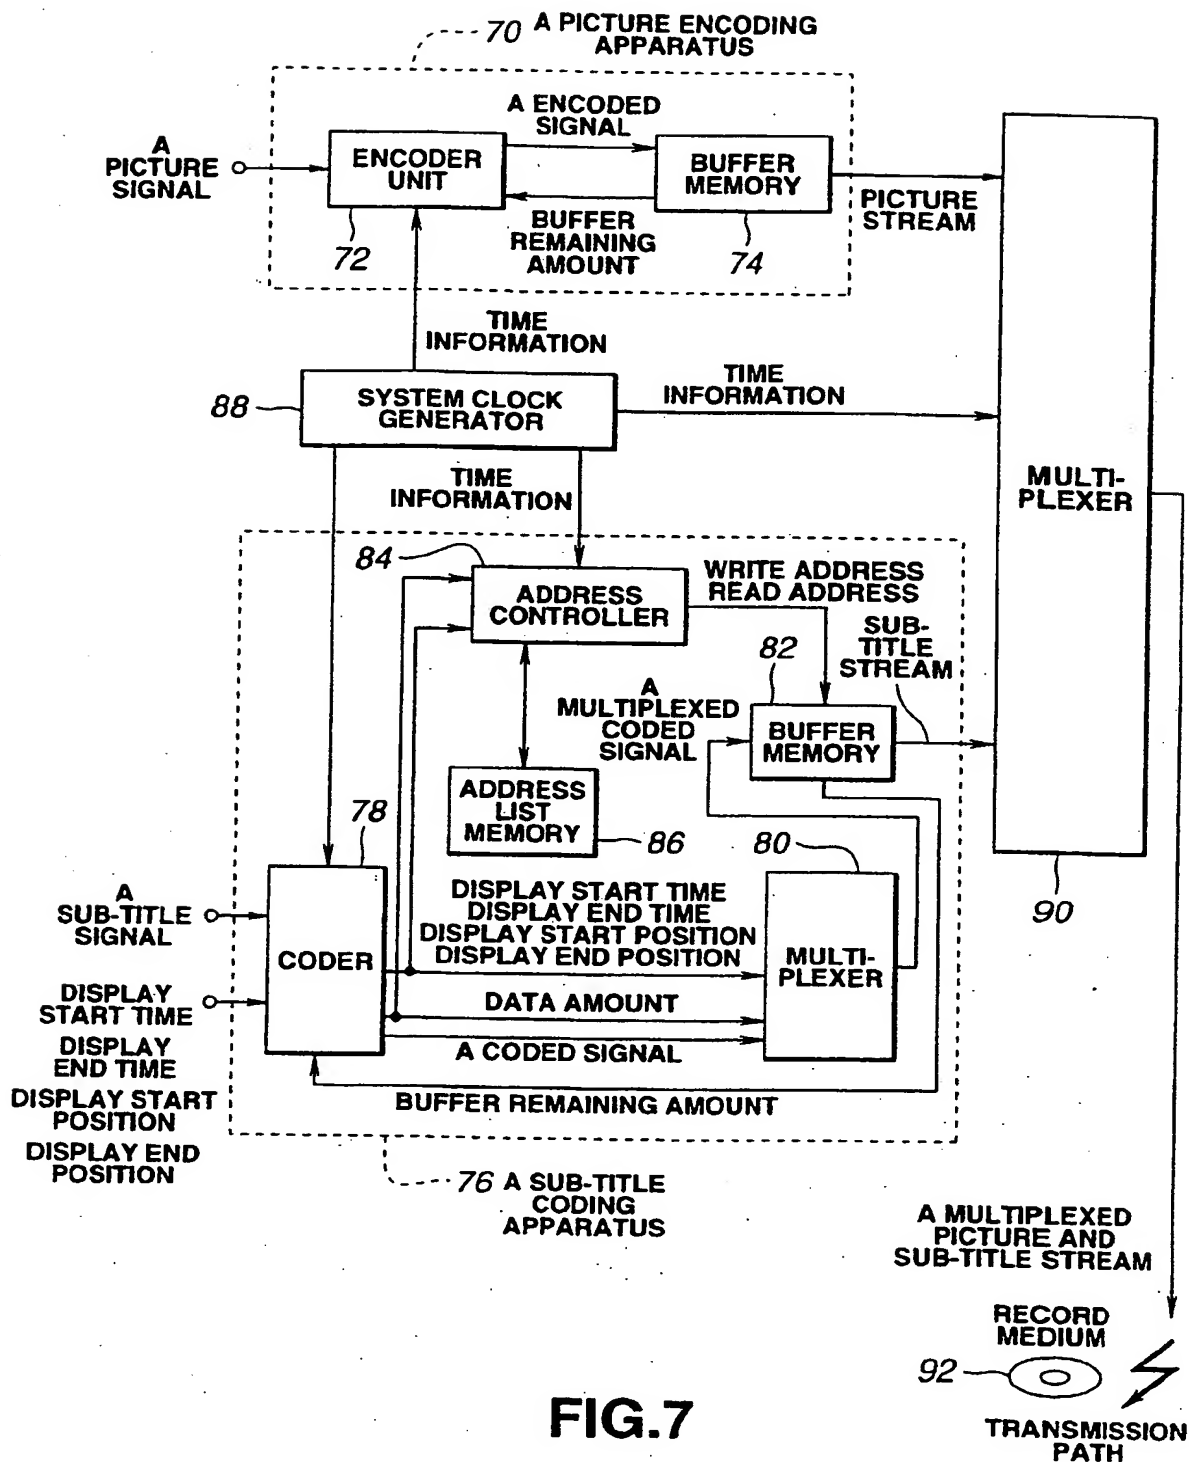 70 A PICTURE ENCODING
APPARATUS
A ENCODED
SIGNAL
A
PICTURE
SIGNAL
ENCODER
UNIT
BUFFER
MEMORY
PICTURE
STREAM
72
BUFFER
REMAINING
AMOUNT
74
TIME
INFORMATION
88
SYSTEM CLOCK
GENERATOR
TIME
INFORMATION
TIME
INFORMATION
MULTI-
PLEXER
84
ADDRESS
CONTROLLER
WRITE ADDRESS
READ ADDRESS
SUB-
TITLE
STREAM
82
A
MULTIPLEXED
CODED
SIGNAL
BUFFER
MEMORY
ADDRESS
LIST
MEMORY
78
86
80
90
A
SUB-TITLE
SIGNAL
CODER
DISPLAY START TIME
DISPLAY END TIME
DISPLAY START POSITION
DISPLAY END POSITION
MULTI-
PLEXER
DISPLAY
START TIME
DISPLAY
END TIME
DISPLAY START
POSITION
DISPLAY END
POSITION
DATA AMOUNT
A CODED SIGNAL
BUFFER REMAINING AMOUNT
76 A SUB-TITLE
CODING
APPARATUS
A MULTIPLEXED
PICTURE AND
SUB-TITLE STREAM
RECORD
MEDIUM
92
TRANSMISSION
PATH
FIG.7